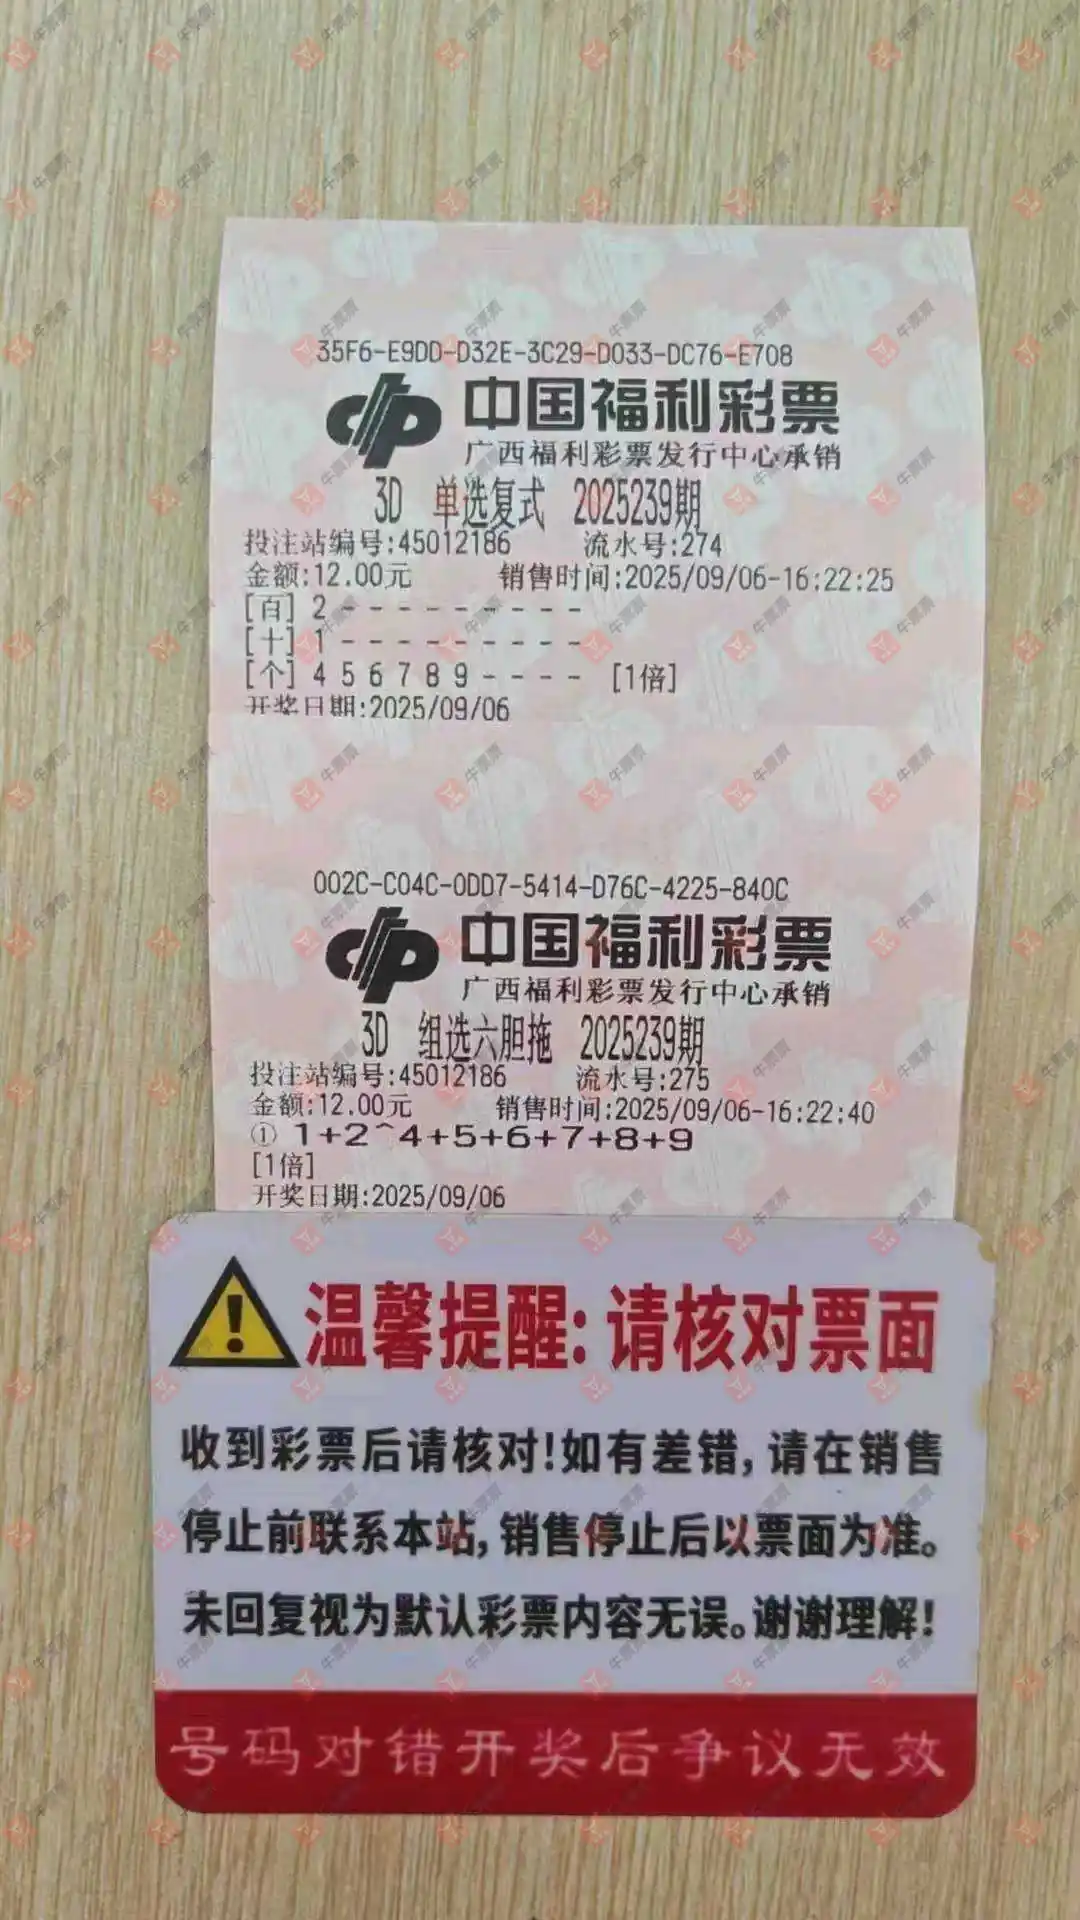 35F6-E9DD-D32E-3C29-D033-DC76-E708
中国福利彩票
广西福利彩票发行中心承销
3D 单选复式 2025239期
投注站编号:45012186 流水号:274
金额:12.00元 销售时间:2025/09/06-16:22:25
[百] 2 - - - - - - - - -
[十] 1 - - - - - - - - -
[个] 4 5 6 7 8 9 - - - - [1倍]
开奖日期:2025/09/06
002C-C04C-0DD7-5414-D76C-4225-840C
中国福利彩票
广西福利彩票发行中心承销
3D 组选六胆拖 2025239期
投注站编号:45012186 流水号:275
金额:12.00元 销售时间:2025/09/06-16:22:40
① 1+2^4+5+6+7+8+9
[1倍]
开奖日期:2025/09/06
温馨提醒:请核对票面
收到彩票后请核对!如有差错,请在销售
停止前联系本站,销售停止后以票面为准。
未回复视为默认彩票内容无误。谢谢理解!
号码对错开奖后争议无效